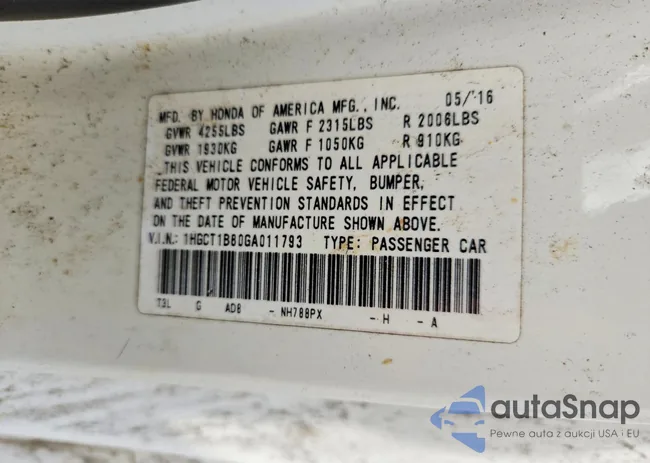 MFD. BY HONDA OF AMERICA MFG., INC. 05/16
GVWR 4255LBS GAWR F 2315LBS R 2006LBS
GVWR 1930KG GAWR F 1050KG R 910KG
THIS VEHICLE CONFORMS TO ALL APPLICABLE
FEDERAL MOTOR VEHICLE SAFETY, BUMPER,
AND THEFT PREVENTION STANDARDS IN EFFECT
ON THE DATE OF MANUFACTURE SHOWN ABOVE.
V.I.N.: 1HGCT1B80GA011793 TYPE: PASSENGER CAR
T3L G AD8 - NH788PX - H - A
autaSnap
Pewne auta z aukcji USA i EU